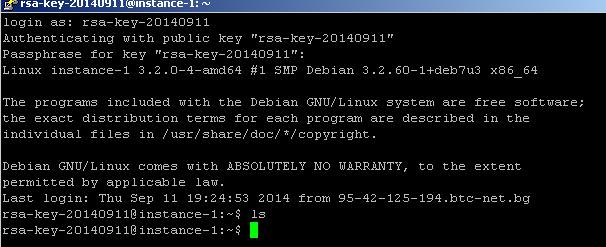 rsa-key-20140911@instance-1: ~
login as: rsa-key-20140911
Authenticating with public key "rsa-key-20140911"
Passphrase for key "rsa-key-20140911":
Linux instance-1 3.2.0-4-amd64 #1 SMP Debian 3.2.60-1+deb7u3 x86_64
The programs included with the Debian GNU/Linux system are free software;
the exact distribution terms for each program are described in the
individual files in /usr/share/doc/*/copyright.
Debian GNU/Linux comes with ABSOLUTELY NO WARRANTY, to the extent
permitted by applicable law.
Last login: Thu Sep 11 19:24:53 2014 from 95-42-125-194.btc-net.bg
rsa-key-20140911@instance-1:~$ ls
rsa-key-20140911@instance-1:~$